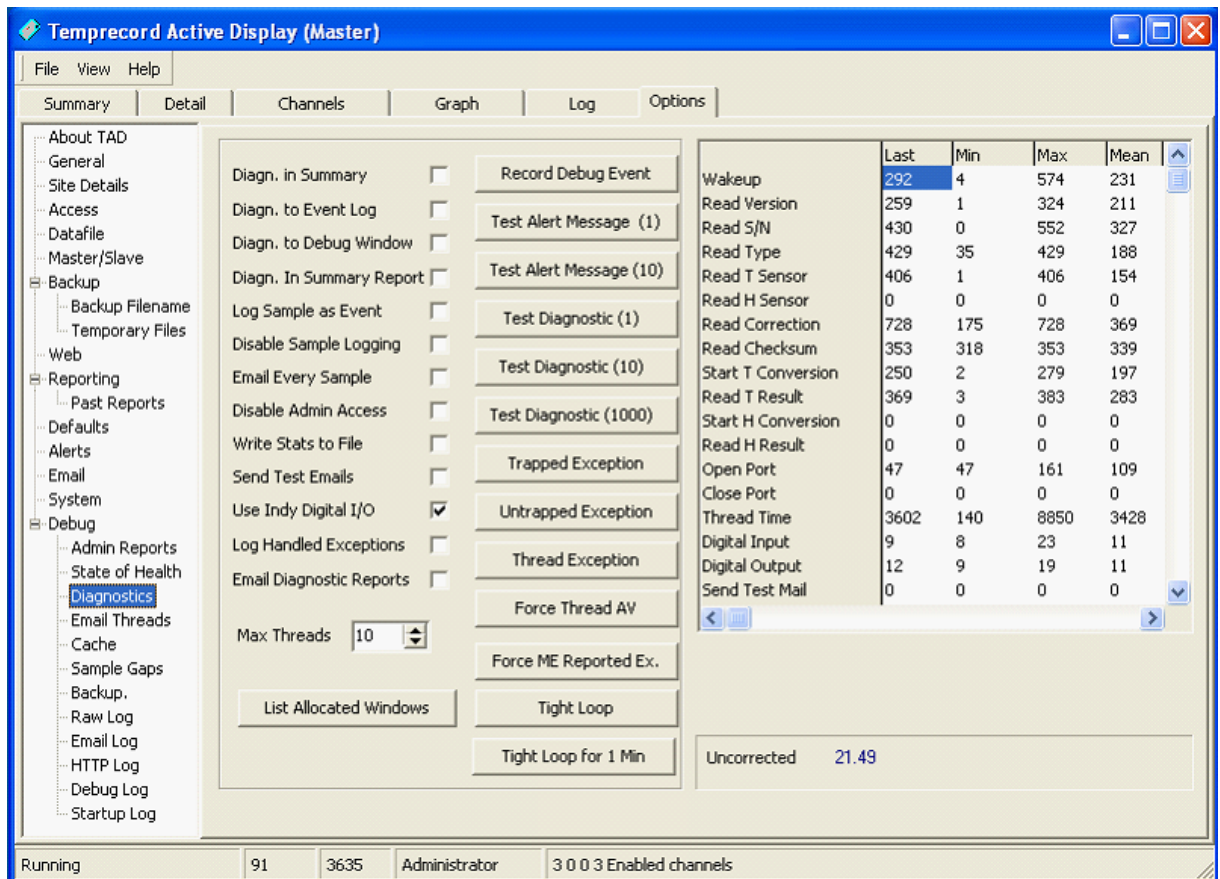 Temprecord Active Display (Master)
File View Help
Summary Detail Channels Graph Log Options
About TAD
General
Site Details
Access
Datafile
Master/Slave
Backup
Backup Filename
Temporary Files
Web
Reporting
Past Reports
Defaults
Alerts
Email
System
Debug
Admin Reports
State of Health
Diagnostics
Email Threads
Cache
Sample Gaps
Backup.
Raw Log
Email Log
HTTP Log
Debug Log
Startup Log
Diagn. in Summary
Diagn. to Event Log
Diagn. to Debug Window
Diagn. In Summary Report
Log Sample as Event
Disable Sample Logging
Email Every Sample
Disable Admin Access
Write Stats to File
Send Test Emails
Use Indy Digital I/O
Log Handled Exceptions
Email Diagnostic Reports
Max Threads 10
List Allocated Windows
Record Debug Event
Test Alert Message (1)
Test Alert Message (10)
Test Diagnostic (1)
Test Diagnostic (10)
Test Diagnostic (1000)
Trapped Exception
Untrapped Exception
Thread Exception
Force Thread AV
Force ME Reported Ex.
Tight Loop
Tight Loop for 1 Min
Last Min Max Mean
Wakeup 292 4 574 231
Read Version 259 1 324 211
Read S/N 430 0 552 327
Read Type 429 35 429 188
Read T Sensor 406 1 406 154
Read H Sensor 0 0 0 0
Read Correction 728 175 728 369
Read Checksum 353 318 353 339
Start T Conversion 250 2 279 197
Read T Result 369 3 383 283
Start H Conversion 0 0 0 0
Read H Result 0 0 0 0
Open Port 47 47 161 109
Close Port 0 0 0 0
Thread Time 3602 140 8850 3428
Digital Input 9 8 23 11
Digital Output 12 9 19 11
Send Test Mail 0 0 0 0
Uncorrected 21.49
Running 91 3635 Administrator 3 0 0 3 Enabled channels